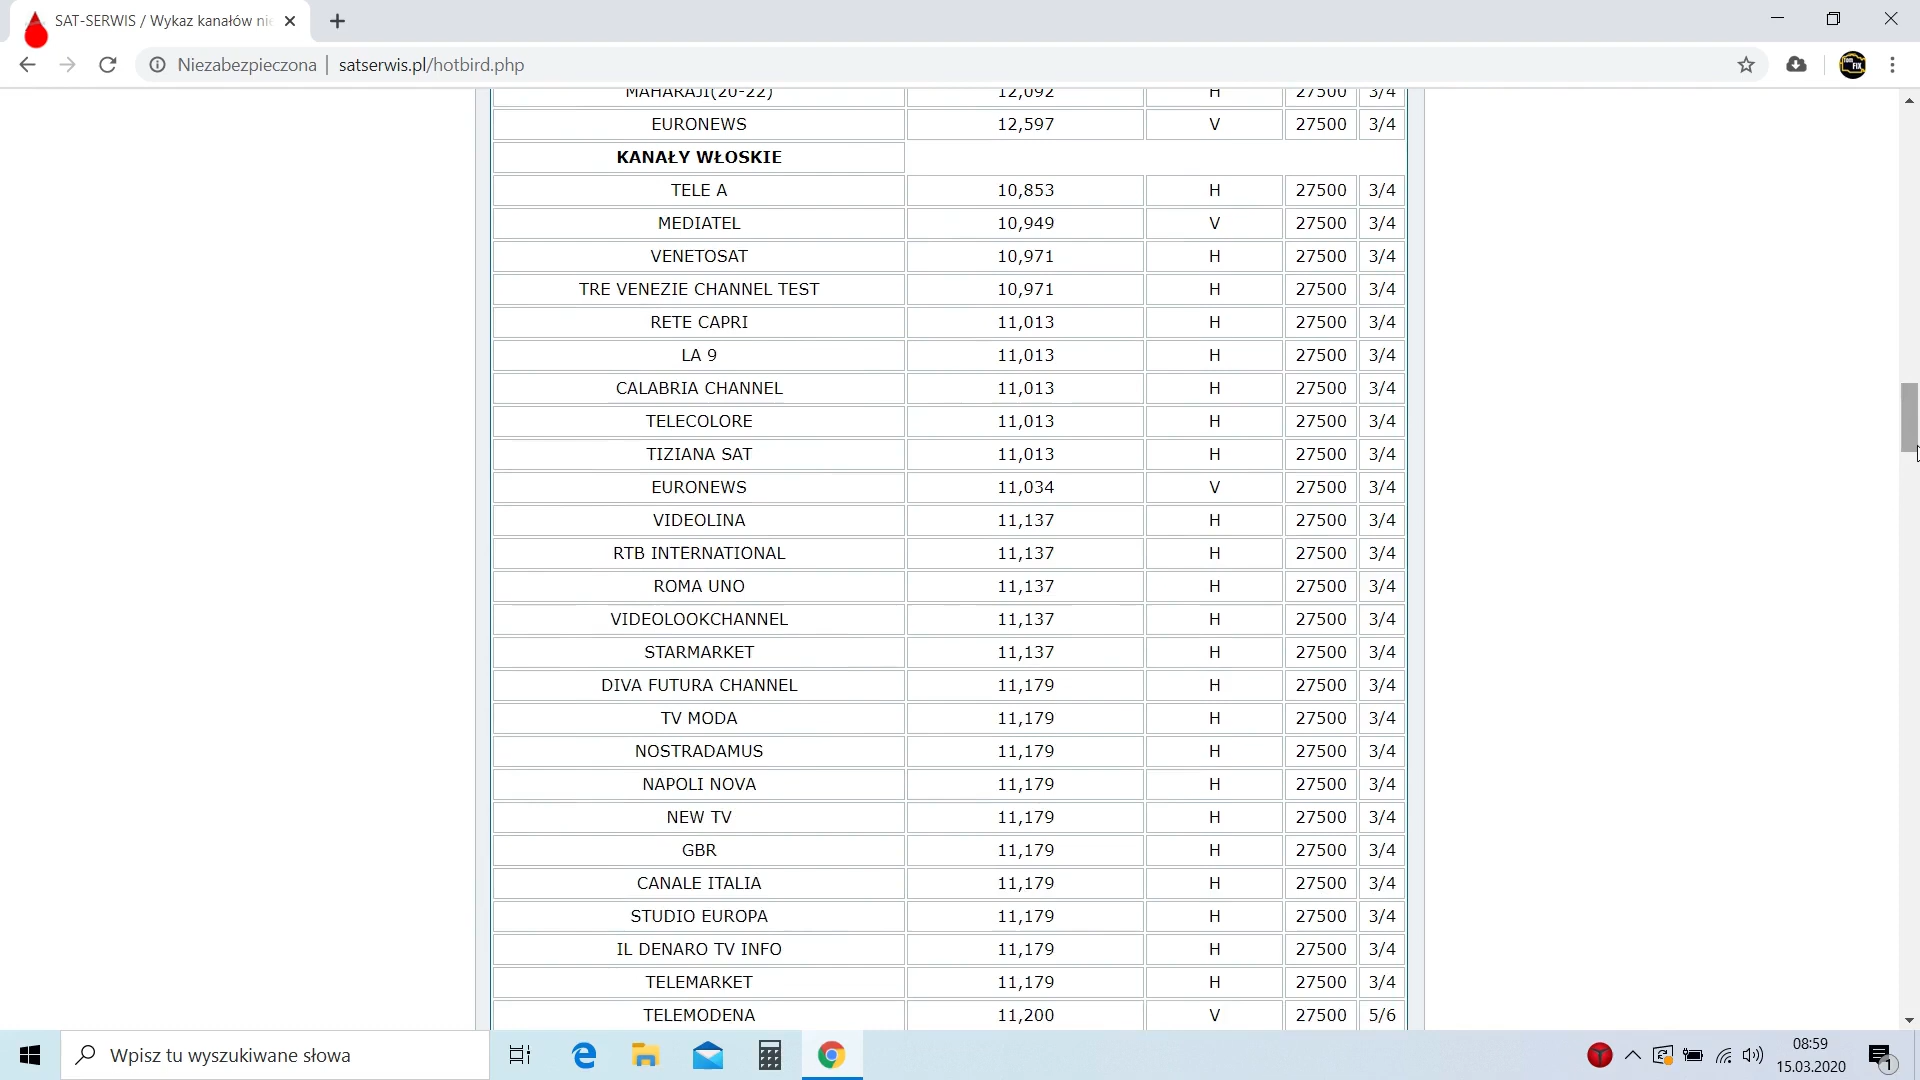 SAT-SERWIS / Wykaz kanałów nie
Niezabezpieczona | satserwis.pl/hotbird.php
MAHARAJI(20-22) 12,092 H 27500 3/4
EURONEWS 12,597 V 27500 3/4
KANAŁY WŁOSKIE
TELE A 10,853 H 27500 3/4
MEDIATEL 10,949 V 27500 3/4
VENETOSAT 10,971 H 27500 3/4
TRE VENEZIE CHANNEL TEST 10,971 H 27500 3/4
RETE CAPRI 11,013 H 27500 3/4
LA 9 11,013 H 27500 3/4
CALABRIA CHANNEL 11,013 H 27500 3/4
TELECOLORE 11,013 H 27500 3/4
TIZIANA SAT 11,013 H 27500 3/4
EURONEWS 11,034 V 27500 3/4
VIDEOLINA 11,137 H 27500 3/4
RTB INTERNATIONAL 11,137 H 27500 3/4
ROMA UNO 11,137 H 27500 3/4
VIDEOLOOKCHANNEL 11,137 H 27500 3/4
STARMARKET 11,137 H 27500 3/4
DIVA FUTURA CHANNEL 11,179 H 27500 3/4
TV MODA 11,179 H 27500 3/4
NOSTRADAMUS 11,179 H 27500 3/4
NAPOLI NOVA 11,179 H 27500 3/4
NEW TV 11,179 H 27500 3/4
GBR 11,179 H 27500 3/4
CANALE ITALIA 11,179 H 27500 3/4
STUDIO EUROPA 11,179 H 27500 3/4
IL DENARO TV INFO 11,179 H 27500 3/4
TELEMARKET 11,179 H 27500 3/4
TELEMODENA 11,200 V 27500 5/6
Wpisz tu wyszukiwane słowa
08:59
15.03.2020
1